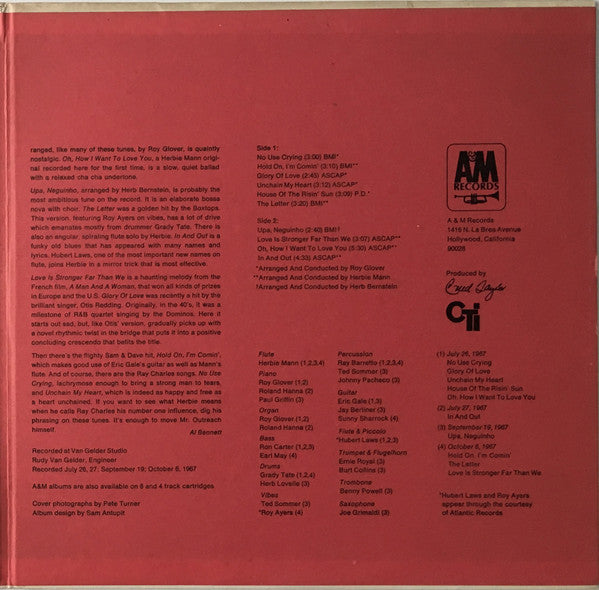 ranged, like many of these tunes, by Roy Glover, is quaintly
nostalgic. Oh, How I Want To Love You, a Herbie Mann origi-
nal recorded here for the first time, is a slow, quiet ballad
with a relaxed cha cha undertone.
Upa, Neguinho, arranged by Herb Bernstein, is probably the
most ambitious tune on the record. It is an elaborate bossa
nova with choir. The Letter was a golden hit by the Boxtops.
This version, featuring Roy Ayers on vibes, has a lot of drive
which emanates mostly from drummer Grady Tate. There is
also an angular, spiraling flute solo by Herbie. In And Out is a
funky old blues that has appeared with many names and
lyrics. Hubert Laws, one of the most important new names on
flute, joins Herbie in a mirror trick that is most effective.
Love Is Stronger Far Than We is a haunting melody from the
French film, A Man And A Woman, that won all kinds of prizes
in Europe and the U.S. Glory Of Love was recently a hit by the
brilliant singer, Otis Redding. Originally, in the 40's, it was a
milestone of R&B quartet singing by the Dominos. Here it
starts out sad, but, like Otis' version, gradually picks up with
a novel rhythmic twist in the bridge that puts it into a positive
concluding crescendo that befits the title.
Then there's the flighty Sam & Dave hit, Hold On, I'm Comin',
which makes good use of Eric Gale's guitar as well as Mann's
flute. And of course, there are the Ray Charles songs. No Use
Crying, lachrymose enough to bring a strong man to tears,
and Unchain My Heart, which is indeed as happy and free as
a heart unchained. If you want to see what Herbie means
when he calls Ray Charles his number one influence, dig his
phrasing on these tunes. It's enough to move Mr. Outreach
himself.
Al Bennett
Recorded at Van Gelder Studio
Rudy Van Gelder, Engineer
Recorded July 26, 27; September 19; October 6, 1967
A&M albums are also available on 8 and 4 track cartridges
Cover photographs by Pete Turner
Album design by Sam Antupit
Side 1:
No Use Crying (3:00) BMI*
Hold On, I'm Comin' (3:10) BMI**
Glory Of Love (2:45) ASCAP*
Unchain My Heart (3:12) ASCAP*
House Of The Risin' Sun (3:09) P.D.*
The Letter (3:20) BMI**
Side 2:
Upa, Neguinho (2:40) BMI†
Love Is Stronger Far Than We (3:07) ASCAP**
Oh, How I Want To Love You (5:30) ASCAP*
In And Out (4:33) ASCAP**
*Arranged And Conducted by Roy Glover
**Arranged And Conducted by Herbie Mann
†Arranged And Conducted by Herb Bernstein
A&M
RECORDS
A & M Records
1416 N. La Brea Avenue
Hollywood, California
90028
Produced by
Creed Taylor
CTi
Flute
Herbie Mann (1,2,3,4)
Piano
Roy Glover (1,2)
Roland Hanna (2)
Paul Griffin (3)
Organ
Roy Glover (1,2)
Roland Hanna (2)
Bass
Ron Carter (1,2,3)
Earl May (4)
Drums
Grady Tate (1,2,4)
Herb Lovelle (3)
Vibes
Ted Sommer (3)
*Roy Ayers (4)
Percussion
Ray Barretto (1,2,3,4)
Ted Sommer (3)
Johnny Pacheco (3)
Guitar
Eric Gale (1,3)
Jay Berliner (3)
Sonny Sharrock (4)
Flute & Piccolo
*Hubert Laws (1,2,3)
Trumpet & Flugelhorn
Ernie Royal (3)
Burt Collins (3)
Trombone
Benny Powell (3)
Saxophone
Joe Grimaldi (3)
(1) July 26, 1967
No Use Crying
Glory Of Love
Unchain My Heart
House Of The Risin' Sun
Oh, How I Want To Love You
(2) July 27, 1967
In And Out
(3) September 19, 1967
Upa, Neguinho
(4) October 6, 1967
Hold On, I'm Comin'
The Letter
Love Is Stronger Far Than We
*Hubert Laws and Roy Ayers
appear through the courtesy
of Atlantic Records